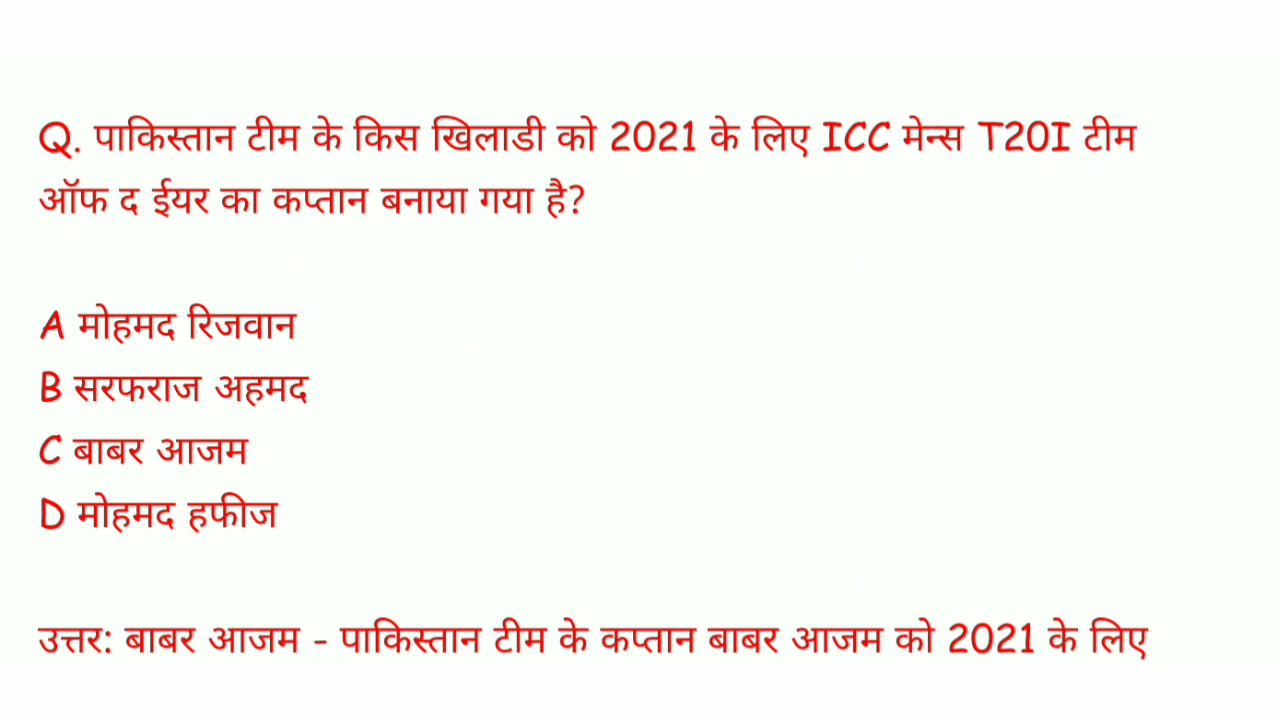 Q. पाकिस्तान टीम के किस खिलाडी को 2021 के लिए ICC मेन्स T20I टीम
ऑफ द ईयर का कप्तान बनाया गया है?
A मोहमद रिजवान
B सरफराज अहमद
C बाबर आजम
D मोहमद हफीज
उत्तर: बाबर आजम - पाकिस्तान टीम के कप्तान बाबर आजम को 2021 के लिए